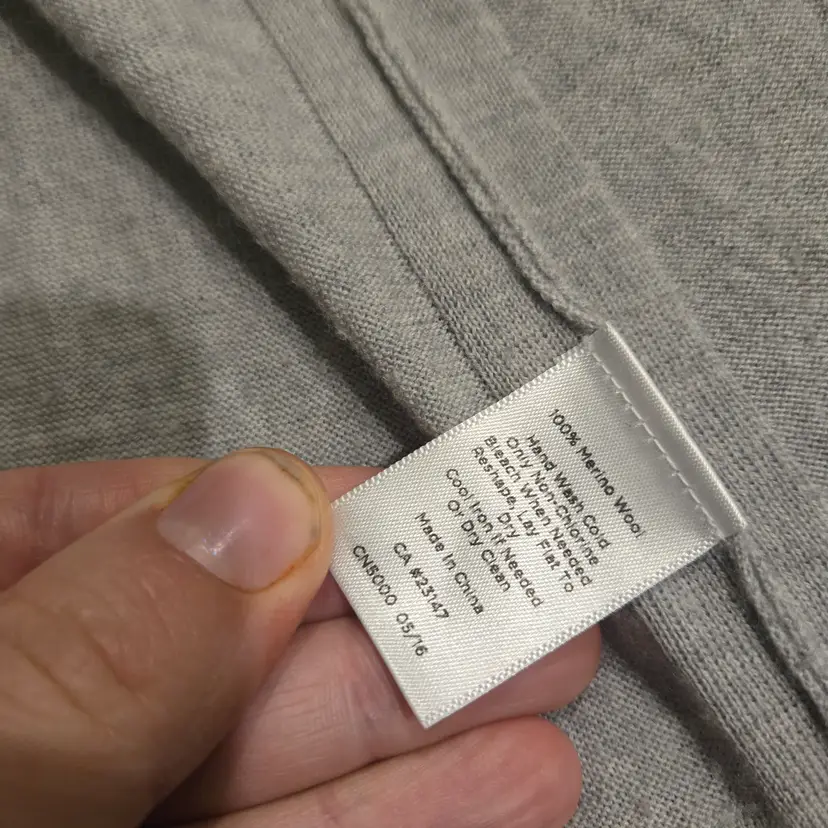 100% Merino Wool
Hand Wash Cold
Only Non-Chlorine
Bleach When Needed
Reshape, Lay Flat To
Dry
Cool Iron if Needed
Or Dry Clean
Made In China
CA #23147
CN5000 05/16